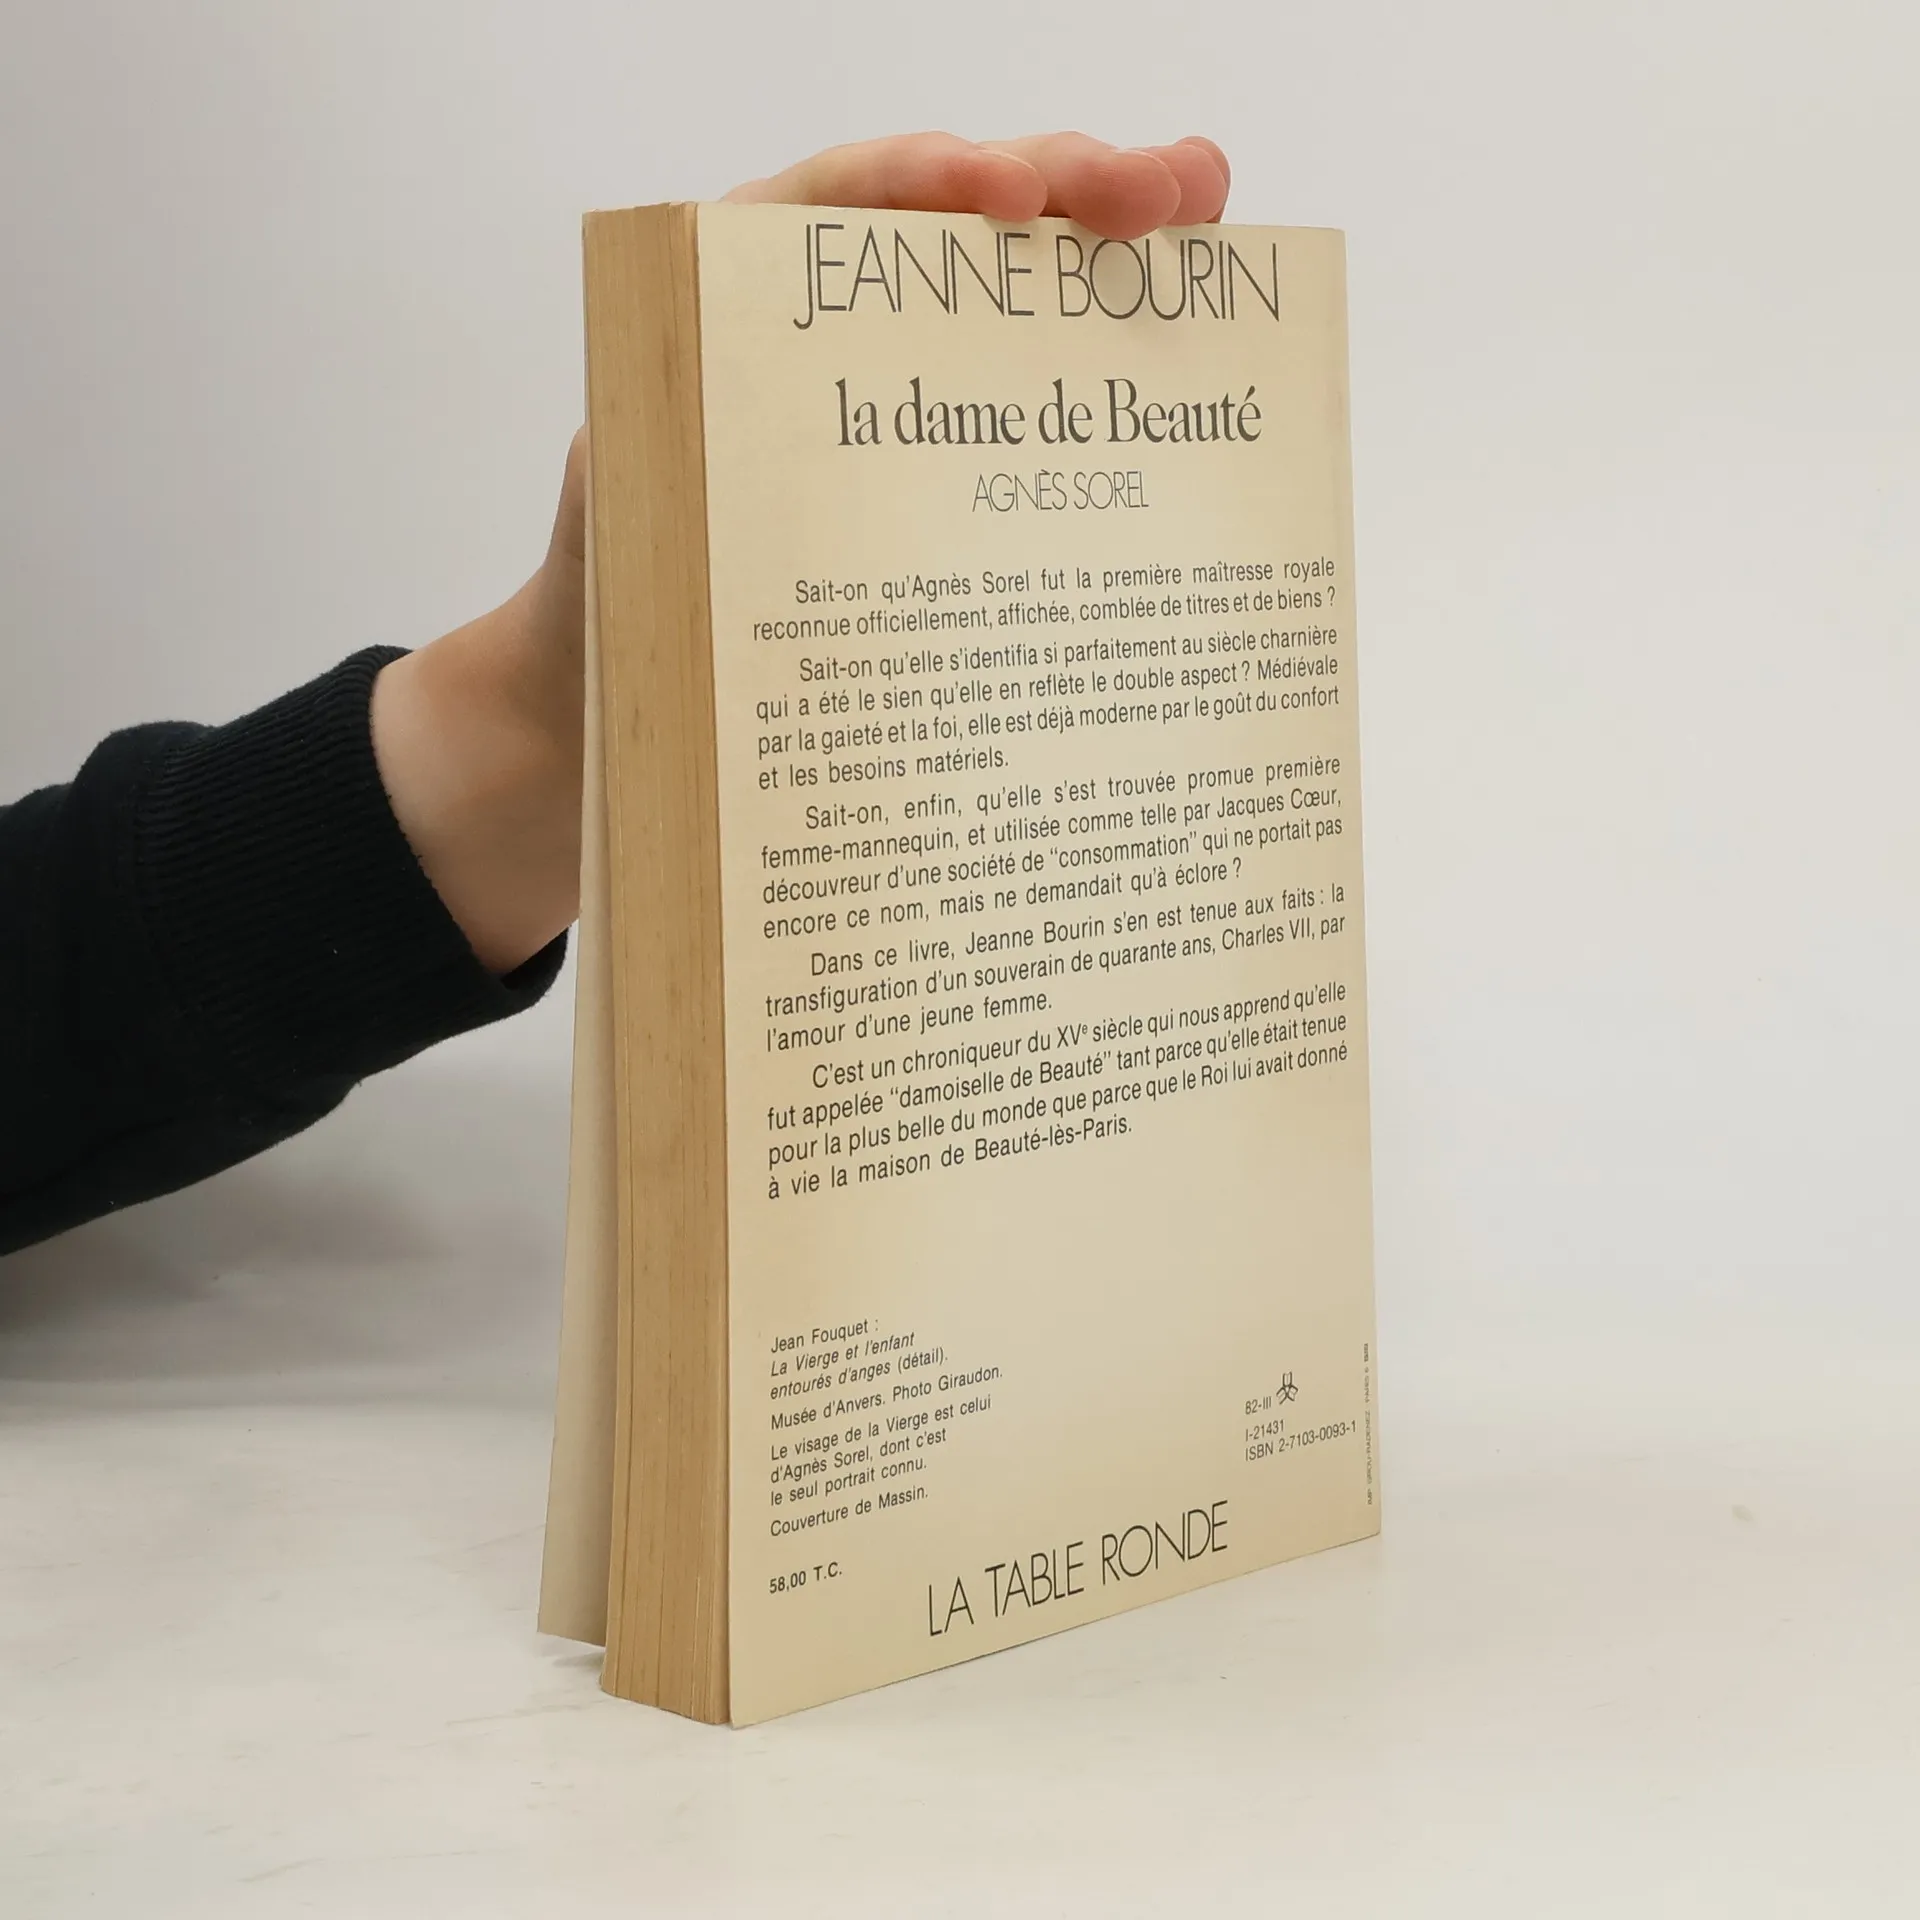 JEANNE BOURIN
la dame de Beauté
AGNÈS SOREL
Sait-on qu'Agnès Sorel fut la première maîtresse royale
reconnue officiellement, affichée, comblée de titres et de biens ?
Sait-on qu'elle s'identifia si parfaitement au siècle charnière
qui a été le sien qu'elle en reflète le double aspect ? Médiévale
par la gaieté et la foi, elle est déjà moderne par le goût du confort
et les besoins matériels.
Sait-on, enfin, qu'elle s'est trouvée promue première
femme-mannequin, et utilisée comme telle par Jacques Cœur,
découvreur d'une société de "consommation" qui ne portait pas
encore ce nom, mais ne demandait qu'à éclore ?
Dans ce livre, Jeanne Bourin s'en est tenue aux faits : la
transfiguration d'un souverain de quarante ans, Charles VII, par
l'amour d'une jeune femme.
C'est un chroniqueur du XVe siècle qui nous apprend qu'elle
fut appelée "damoiselle de Beauté" tant parce qu'elle était tenue
pour la plus belle du monde que parce que le Roi lui avait donné
à vie la maison de Beauté-lès-Paris.
Jean Fouquet :
La Vierge et l'enfant
entourés d'anges (détail).
Musée d'Anvers. Photo Giraudon.
Le visage de la Vierge est celui
d'Agnès Sorel, dont c'est
le seul portrait connu.
Couverture de Massin.
58,00 T.C.
82-III
I-21431
ISBN 2-7103-0093-1
LA TABLE RONDE